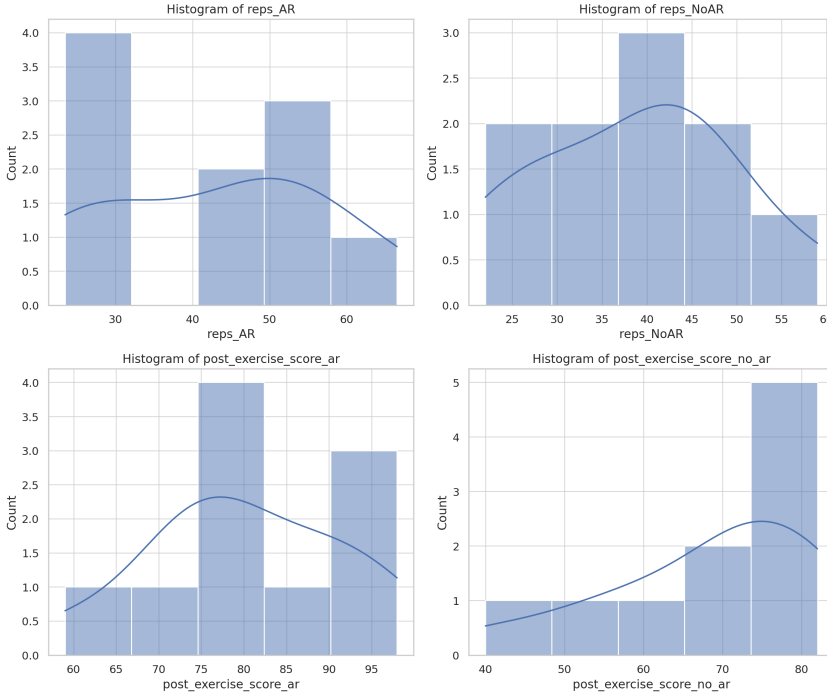 Histogram of reps_AR
Count
4.0
3.5
3.0
2.5
2.0
1.5
1.0
0.5
0.0
30 40 50 60
reps_AR
Histogram of reps_NoAR
Count
3.0
2.5
2.0
1.5
1.0
0.5
0.0
25 30 35 40 45 50 55
reps_NoAR
Histogram of post_exercise_score_ar
Count
4.0
3.5
3.0
2.5
2.0
1.5
1.0
0.5
0.0
60 65 70 75 80 85 90 95
post_exercise_score_ar
Histogram of post_exercise_score_no_ar
Count
5
4
3
2
1
0
40 50 60 70 80
post_exercise_score_no_ar